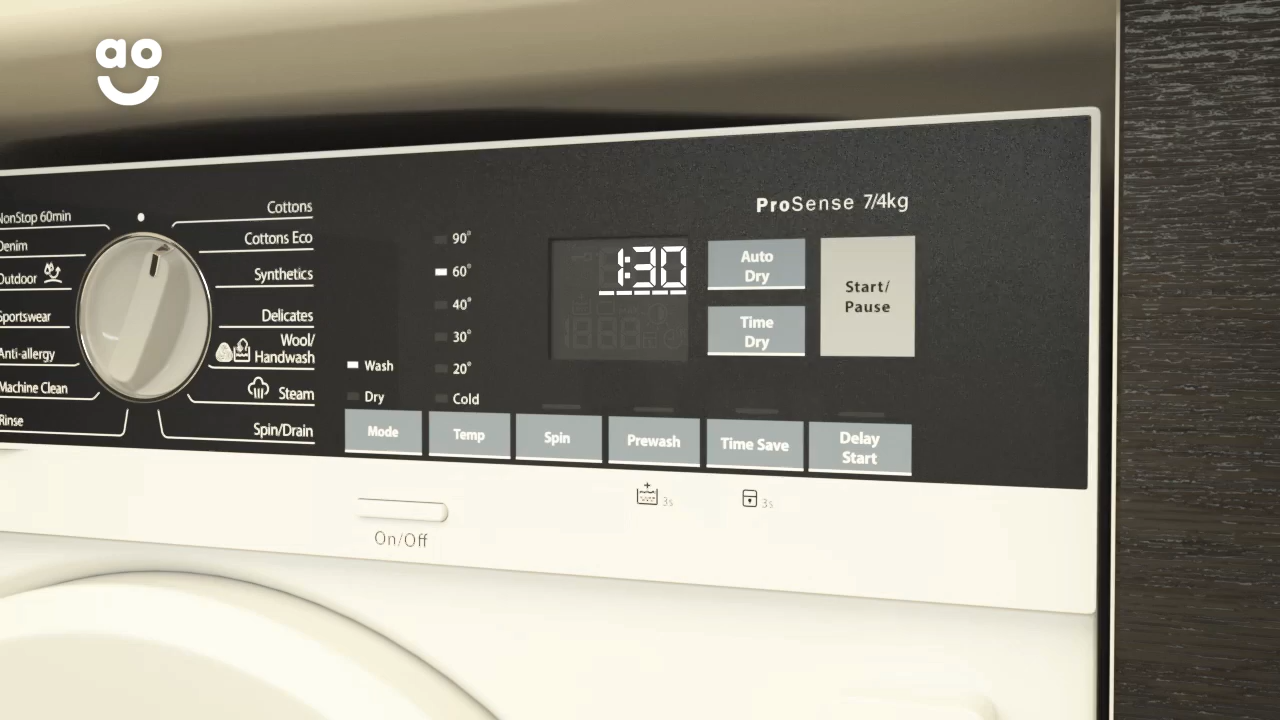 ao
NonStop 60min
Denim
Outdoor
Sportswear
Anti-allergy
Machine Clean
Rinse
Cottons
Cottons Eco
Synthetics
Delicates
Wool/
Handwash
Steam
Spin/Drain
Wash
Dry
90°
60°
40°
30°
20°
Cold
1:30
ProSense 7/4kg
Auto
Dry
Time
Dry
Start/
Pause
Mode
Temp
Spin
Prewash
Time Save
Delay
Start
3s
3s
On/Off